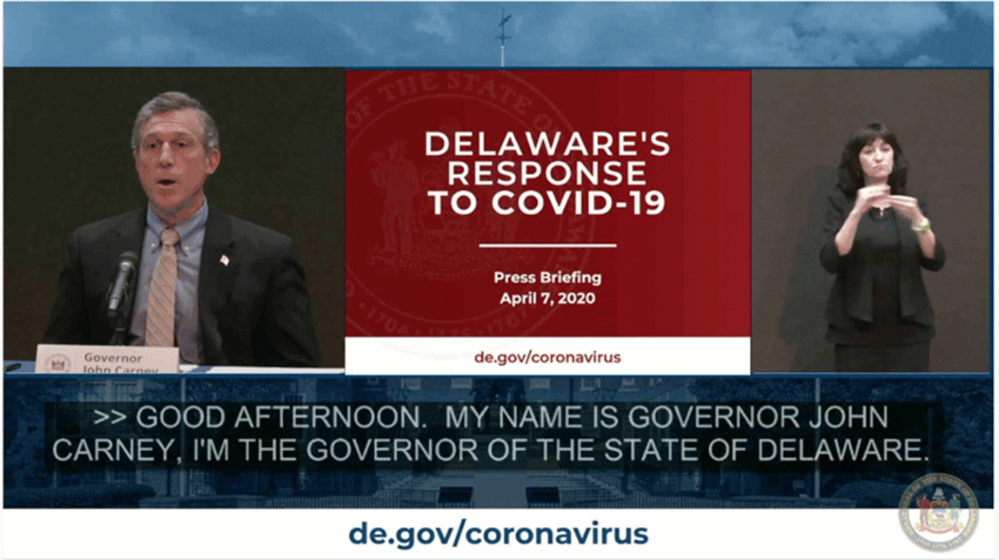 DELAWARE'S
RESPONSE
TO COVID-19
Press Briefing
April 7, 2020
de.gov/coronavirus
Governor
John Carney
>> GOOD AFTERNOON. MY NAME IS GOVERNOR JOHN
CARNEY, I'M THE GOVERNOR OF THE STATE OF DELAWARE.
de.gov/coronavirus